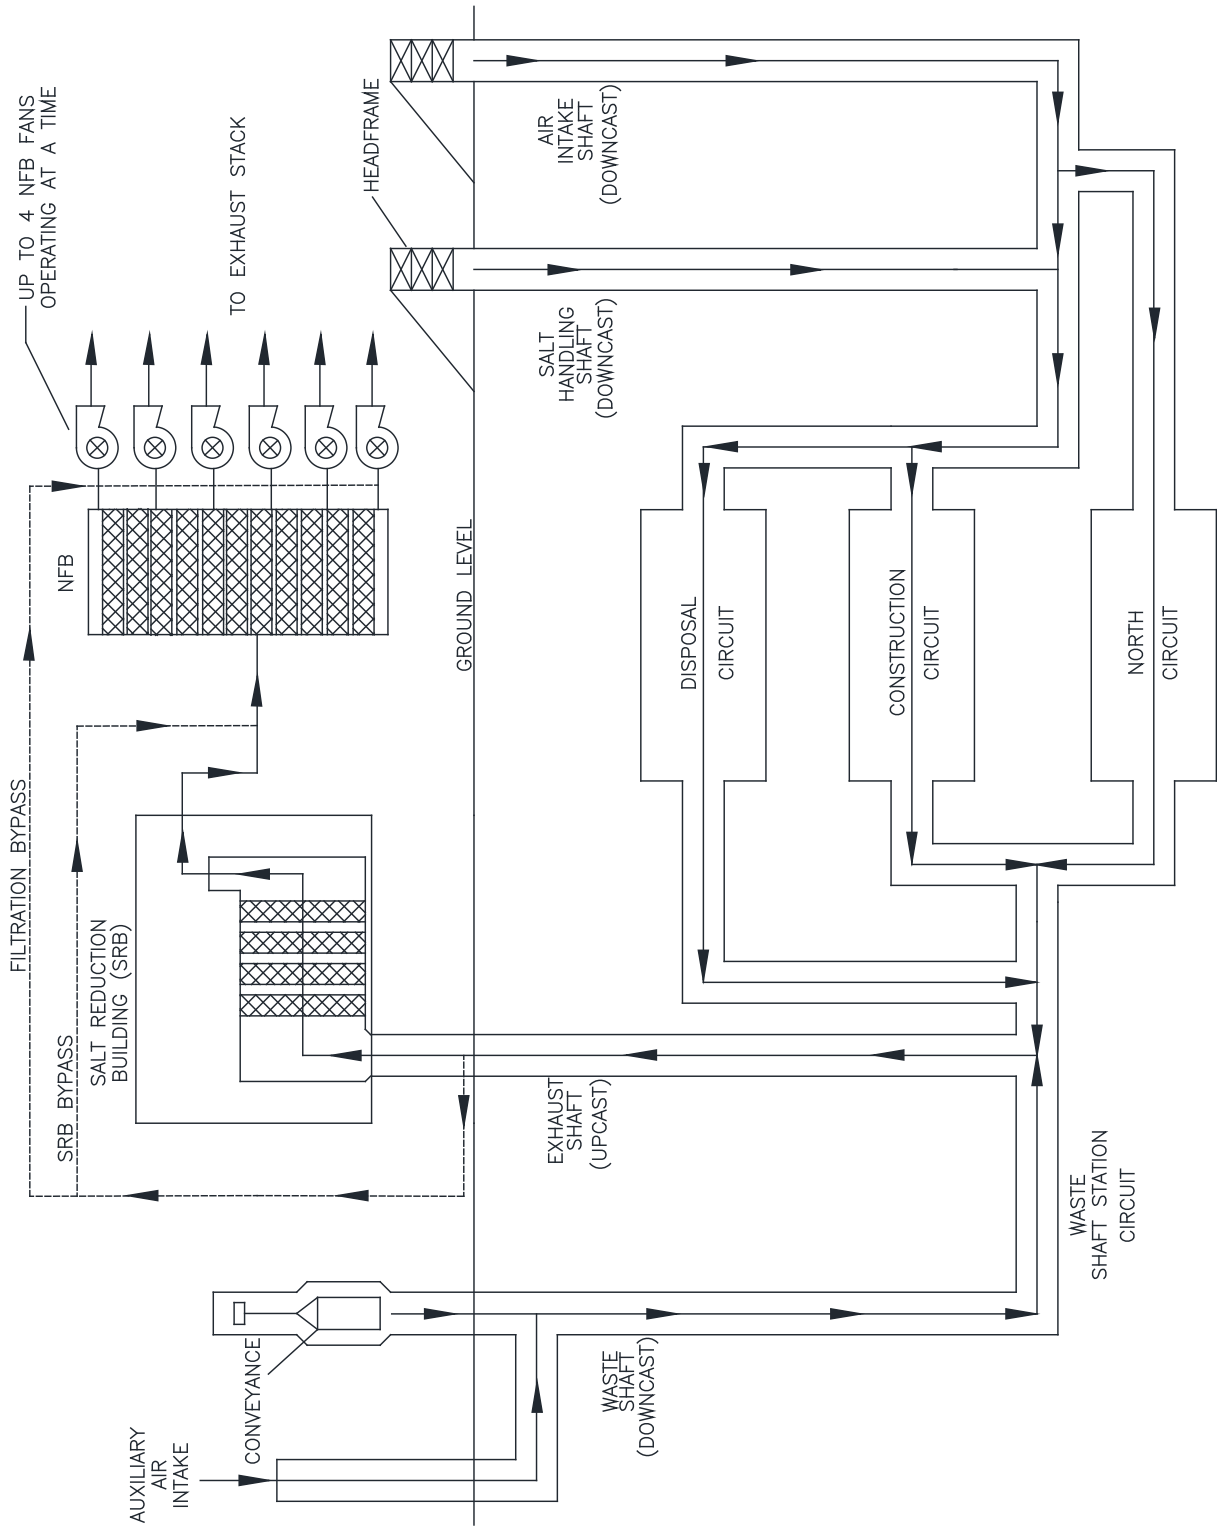 UP TO 4 NFB FANS
OPERATING AT A TIME
TO EXHAUST STACK
HEADFRAME
AIR
INTAKE
SHAFT
(DOWNCAST)
SALT
HANDLING
SHAFT
(DOWNCAST)
NFB
GROUND LEVEL
DISPOSAL
CIRCUIT
CONSTRUCTION
CIRCUIT
NORTH
CIRCUIT
FILTRATION BYPASS
SRB BYPASS
SALT REDUCTION
BUILDING (SRB)
EXHAUST
SHAFT
(UPCAST)
WASTE
SHAFT STATION
CIRCUIT
AUXILIARY
AIR
INTAKE
CONVEYANCE
WASTE
SHAFT
(DOWNCAST)